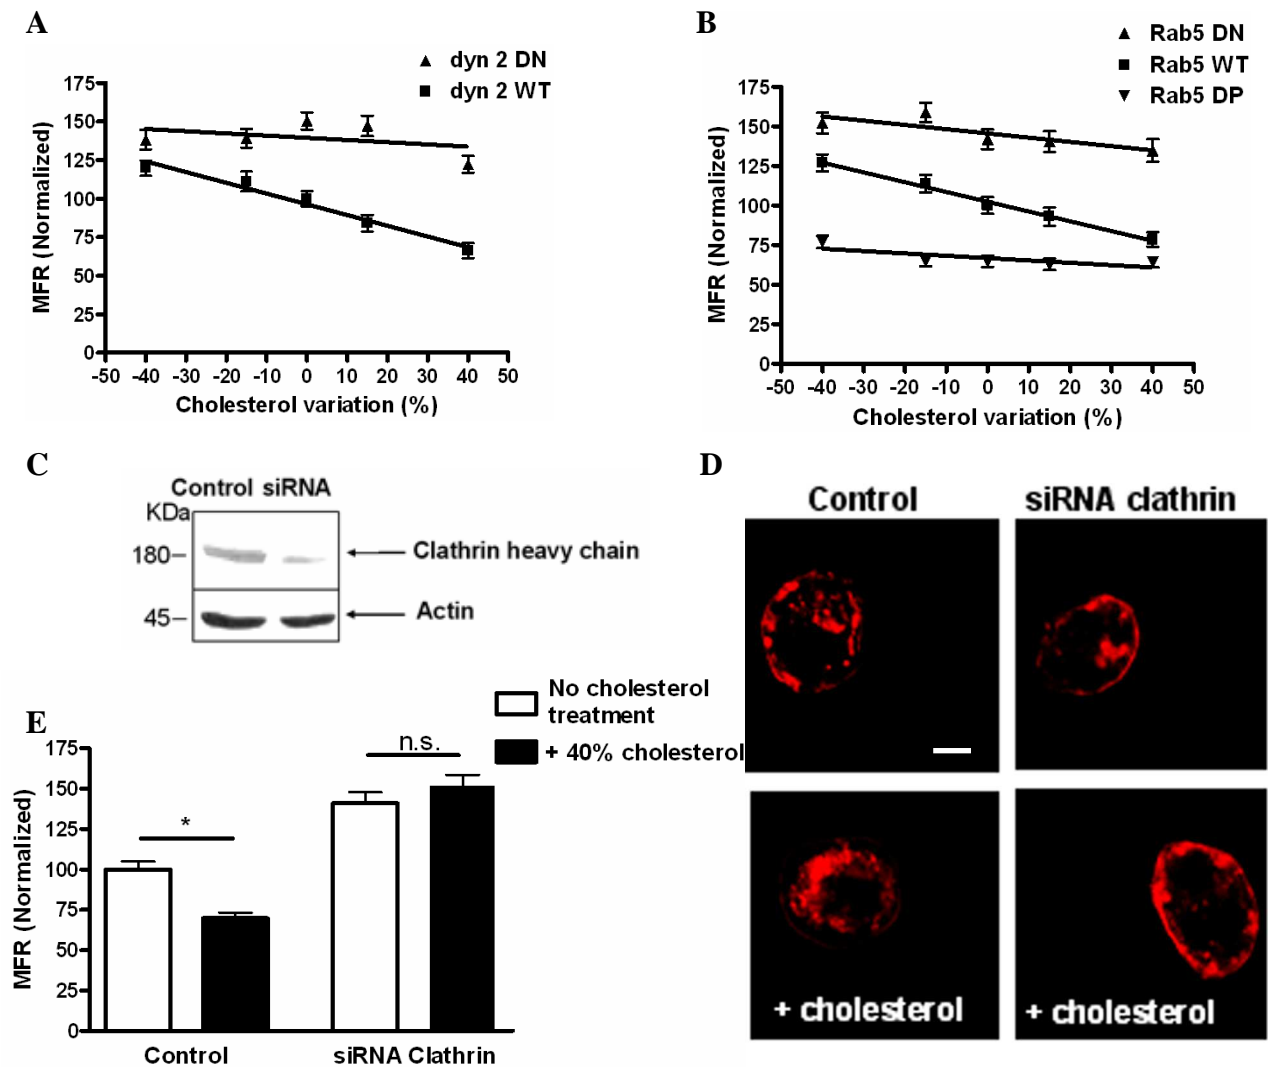 A
dyn 2 DN
dyn 2 WT
175
150
125
100
75
50
25
0
MFR (Normalized)
-50 -40 -30 -20 -10 0 10 20 30 40 50
Cholesterol variation (%)
B
Rab5 DN
Rab5 WT
Rab5 DP
175
150
125
100
75
50
25
0
MFR (Normalized)
-50 -40 -30 -20 -10 0 10 20 30 40 50
Cholesterol variation (%)
C
Control siRNA
KDa
180
Clathrin heavy chain
45
Actin
D
Control
siRNA clathrin
+ cholesterol
+ cholesterol
E
No cholesterol
treatment
+ 40% cholesterol
175
150
125
100
75
50
25
0
MFR (Normalized)
*
n.s.
Control
siRNA Clathrin